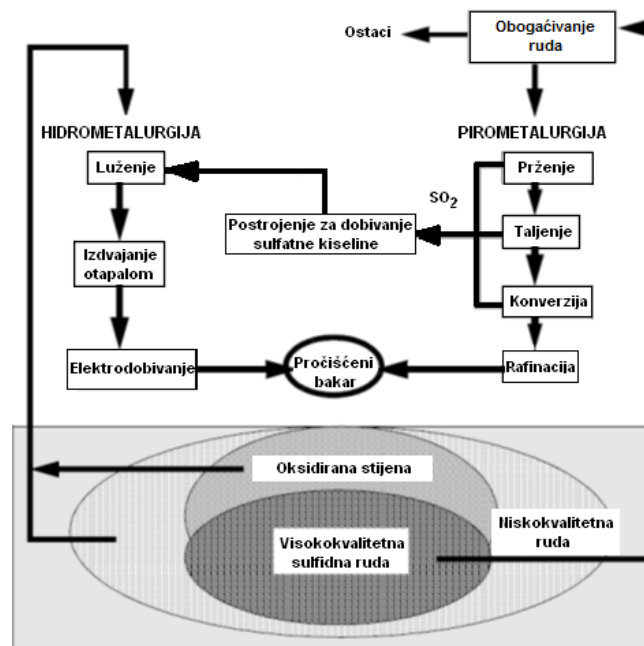 Ostaci
Obogaćivanje
ruda
HIDROMETALURGIJA
PIROMETALURGIJA
Luženje
Prženje
SO2
Postrojenje za dobivanje
sulfatne kiseline
Taljenje
Izdvajanje
otapalom
Konverzija
Elektrodobivanje
Pročišćeni
bakar
Rafinacija
Oksidirana stijena
Visokokvalitetna
sulfidna ruda
Niskokvalitetna
ruda